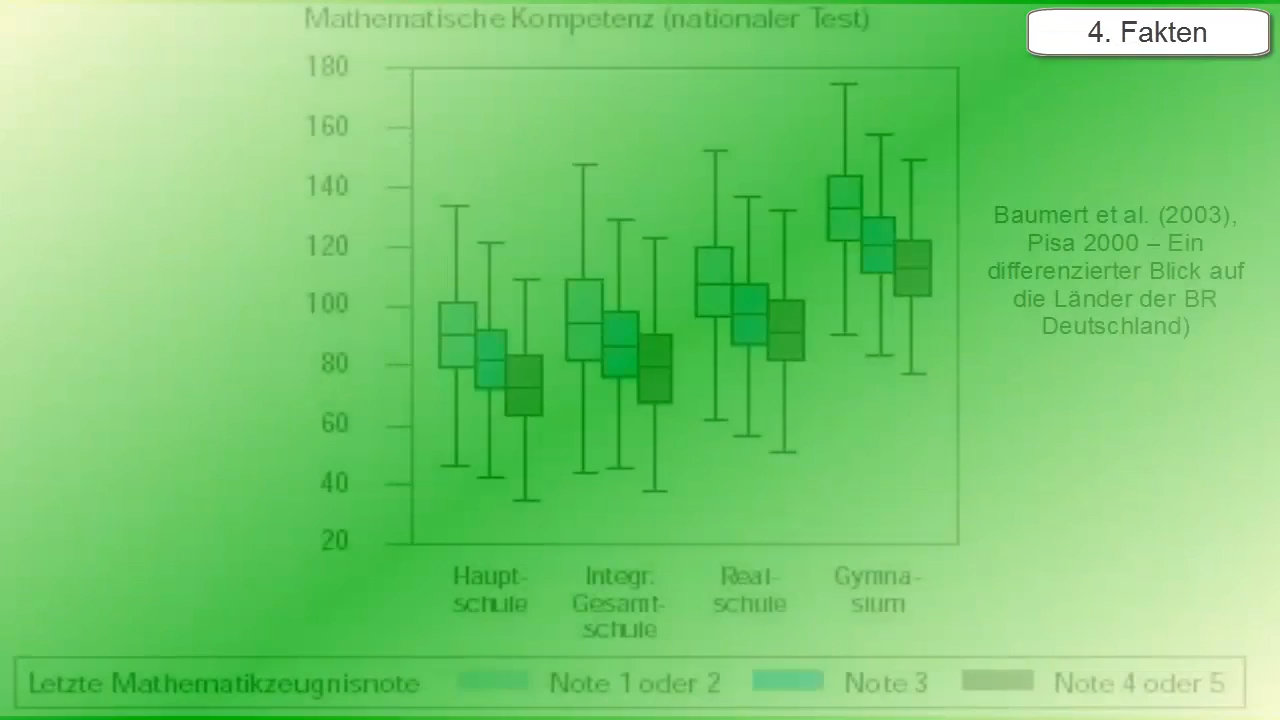 Mathematische Kompetenz (nationaler Test)
4. Fakten
180
160
140
120
100
80
60
40
20
Haupt-
schule
Integr.
Gesamt-
schule
Real-
schule
Gymna-
sium
Baumert et al. (2003),
Pisa 2000 – Ein
differenzierter Blick auf
die Länder der BR
Deutschland)
Letzte Mathematikzeugnisnote Note 1 oder 2 Note 3 Note 4 oder 5